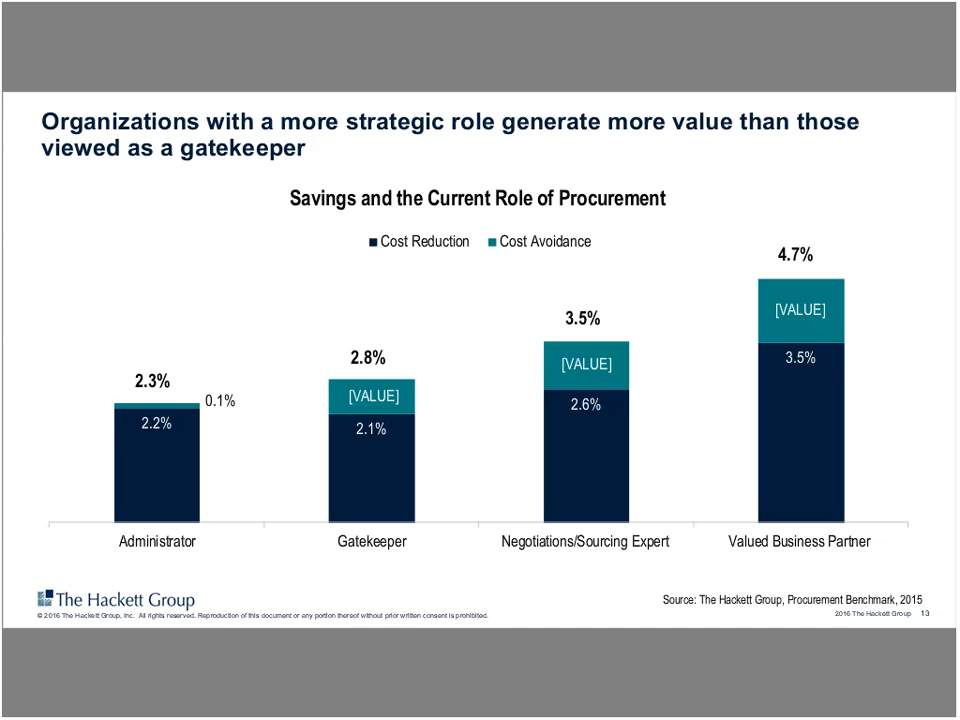 Organizations with a more strategic role generate more value than those
viewed as a gatekeeper
Savings and the Current Role of Procurement
Cost Reduction Cost Avoidance
4.7%
[VALUE]
3.5%
3.5%
[VALUE]
2.6%
2.8%
[VALUE]
2.1%
2.3%
0.1%
2.2%
Administrator Gatekeeper Negotiations/Sourcing Expert Valued Business Partner
The Hackett Group
Source: The Hackett Group, Procurement Benchmark, 2015
© 2016 The Hackett Group, Inc. All rights reserved. Reproduction of this document or any portion thereof without prior written consent is prohibited.
2016 The Hackett Group 13